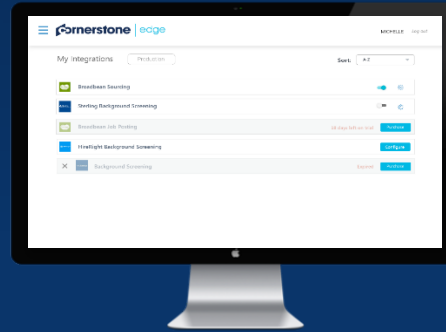 Cornerstone edge
MICHELLE log out
My Integrations Production Sort: A-Z
Broadbean Sourcing
Sterling Background Screening
Broadbean Job Posting Purchase
HireRight Background Screening Configure
Background Screening Expired Purchase